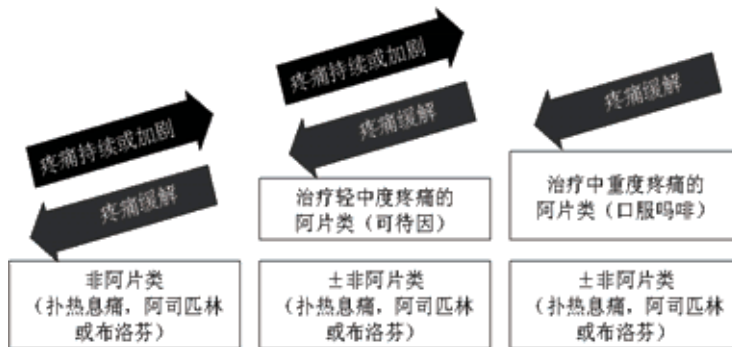 疼痛持续或加剧
疼痛缓解
疼痛持续或加剧
疼痛缓解
疼痛缓解
治疗轻中度疼痛的
阿片类（可待因）
治疗中重度疼痛的
阿片类（口服吗啡）
非阿片类
（扑热息痛，阿司匹林
或布洛芬）
±非阿片类
（扑热息痛，阿司匹林
或布洛芬）
±非阿片类
（扑热息痛，阿司匹林
或布洛芬）